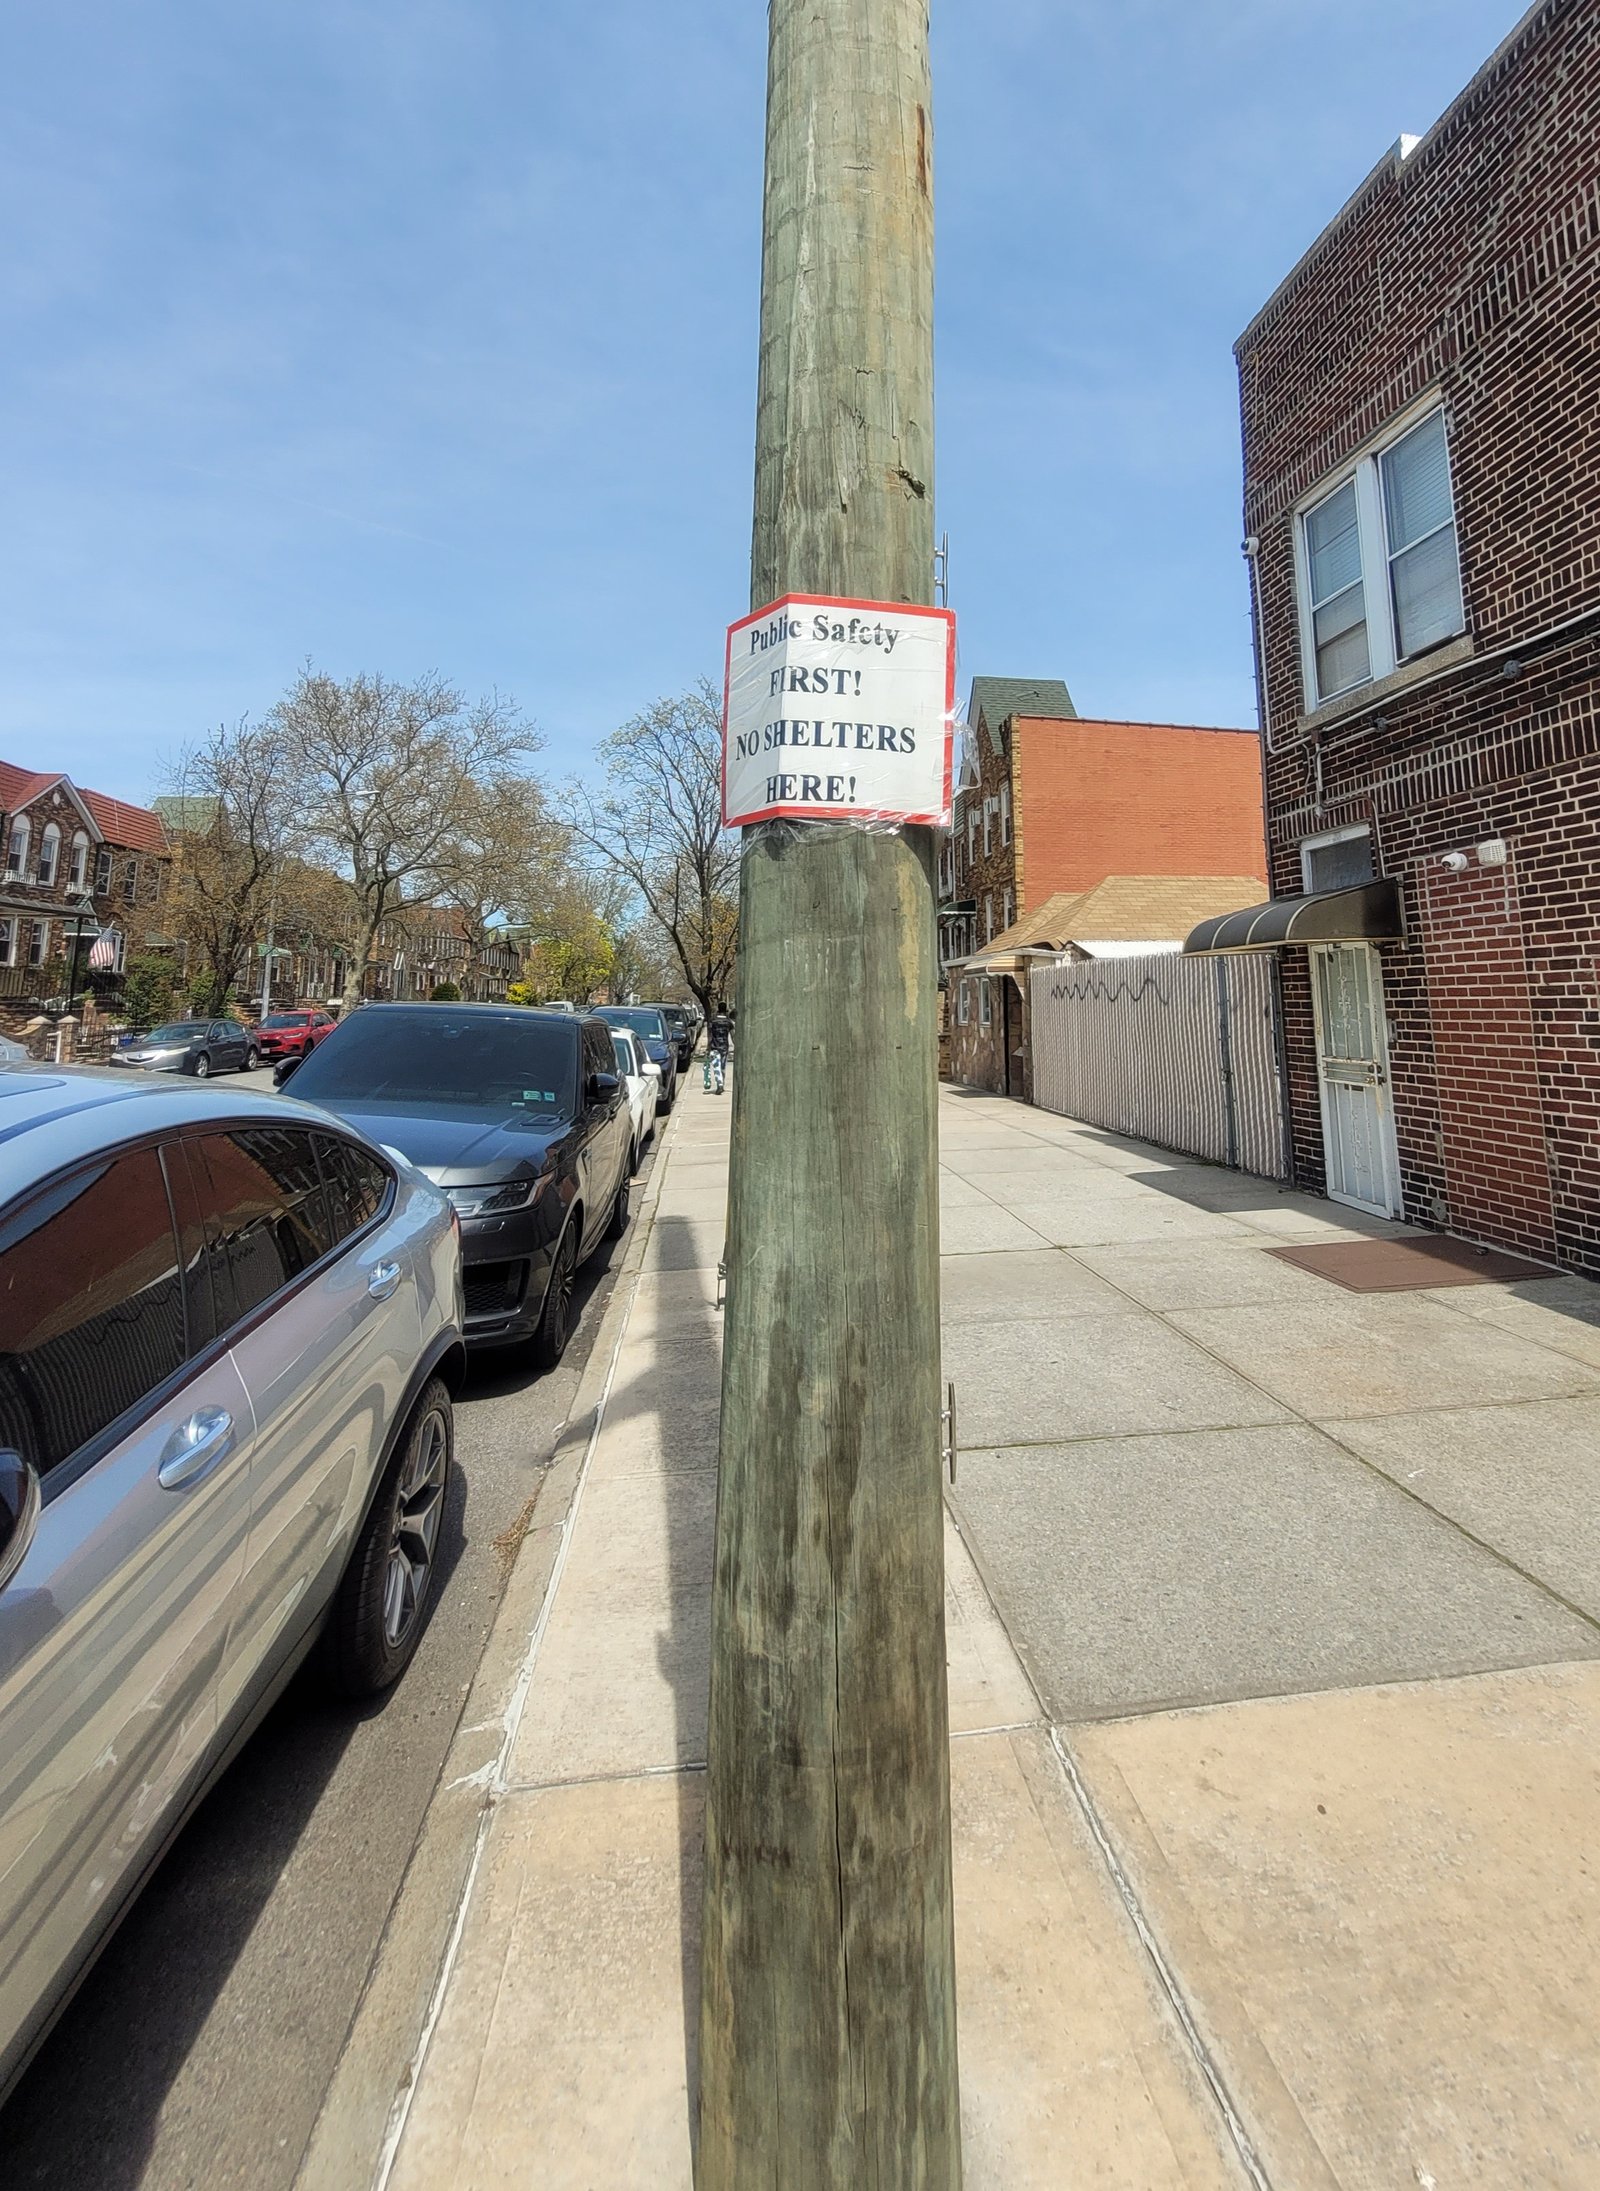 Public Safety
FIRST!
NO SHELTERS
HERE!